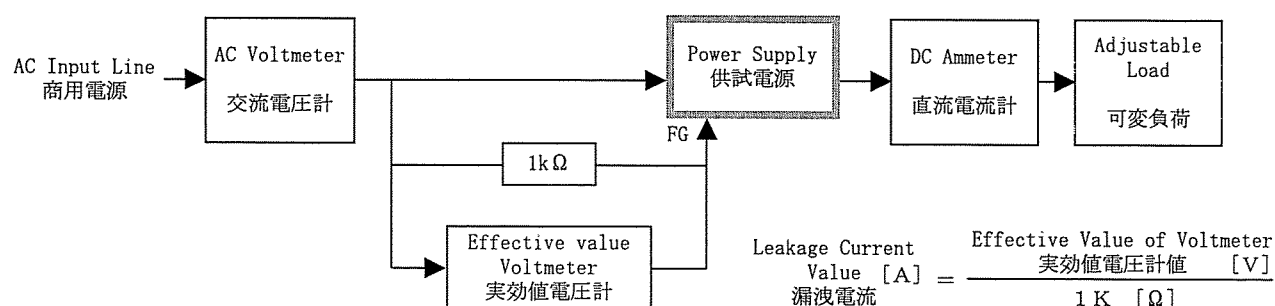 AC Input Line
商用電源
AC Voltmeter
交流電圧計
Power Supply
供試電源
DC Ammeter
直流電流計
Adjustable
Load
可変負荷
FG
1kΩ
Effective value
Voltmeter
実効値電圧計
Leakage Current
Value [A] =
漏洩電流
Effective Value of Voltmeter
実効値電圧計値 [V]
1K [Ω]